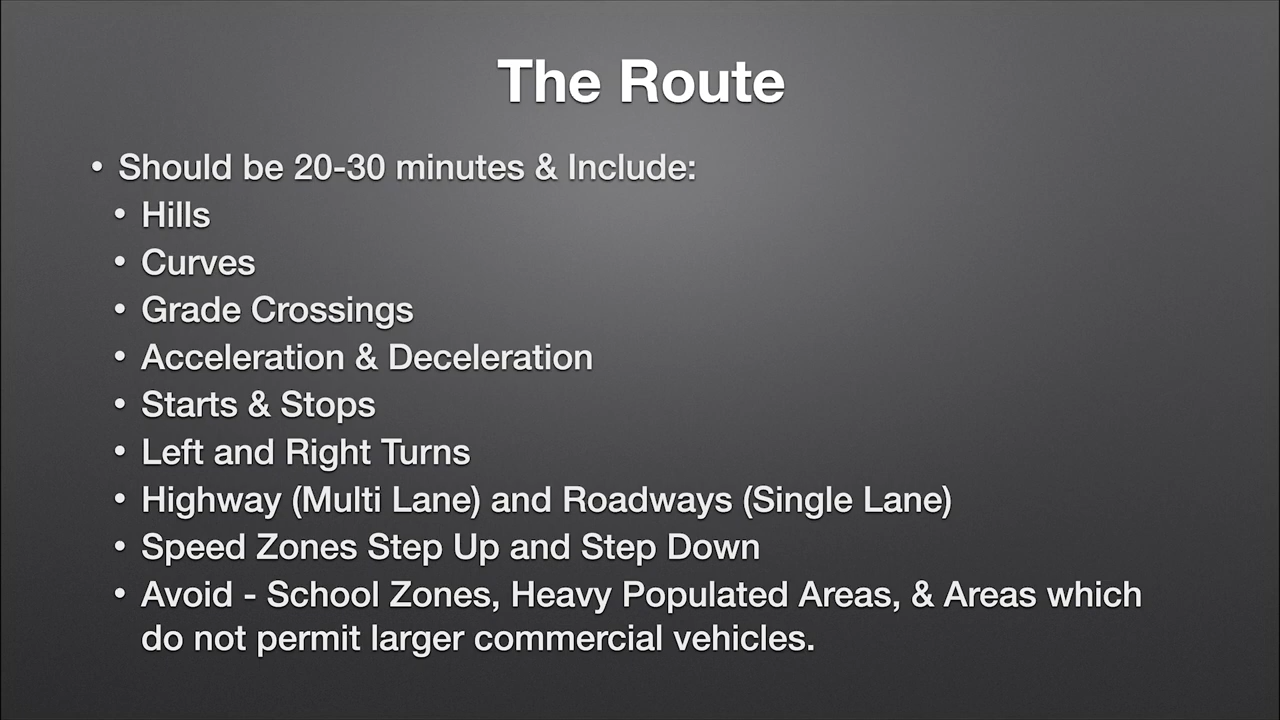 The Route
• Should be 20-30 minutes & Include:
• Hills
• Curves
• Grade Crossings
• Acceleration & Deceleration
• Starts & Stops
• Left and Right Turns
• Highway (Multi Lane) and Roadways (Single Lane)
• Speed Zones Step Up and Step Down
• Avoid - School Zones, Heavy Populated Areas, & Areas which
do not permit larger commercial vehicles.